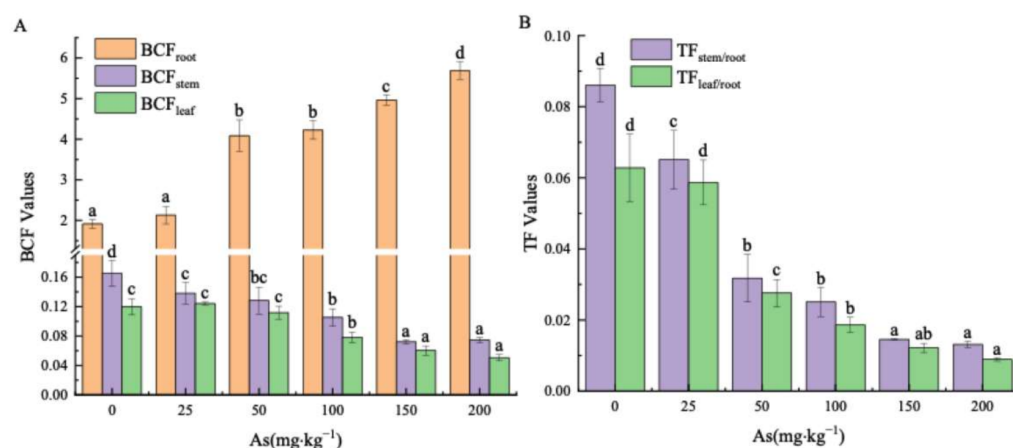 A
BCF Values
6
5
4
3
2
0.16
0.12
0.08
0.04
0.00
BCFroot
BCFstem
BCFleaf
a a b b c d
d c bc b a a
c c c b a a
0 25 50 100 150 200
As(mg·kg⁻¹)
B
TF Values
0.10
0.08
0.06
0.04
0.02
0.00
TFstem/root
TFleaf/root
d c b b a a
d d c b ab a
0 25 50 100 150 200
As(mg·kg⁻¹)